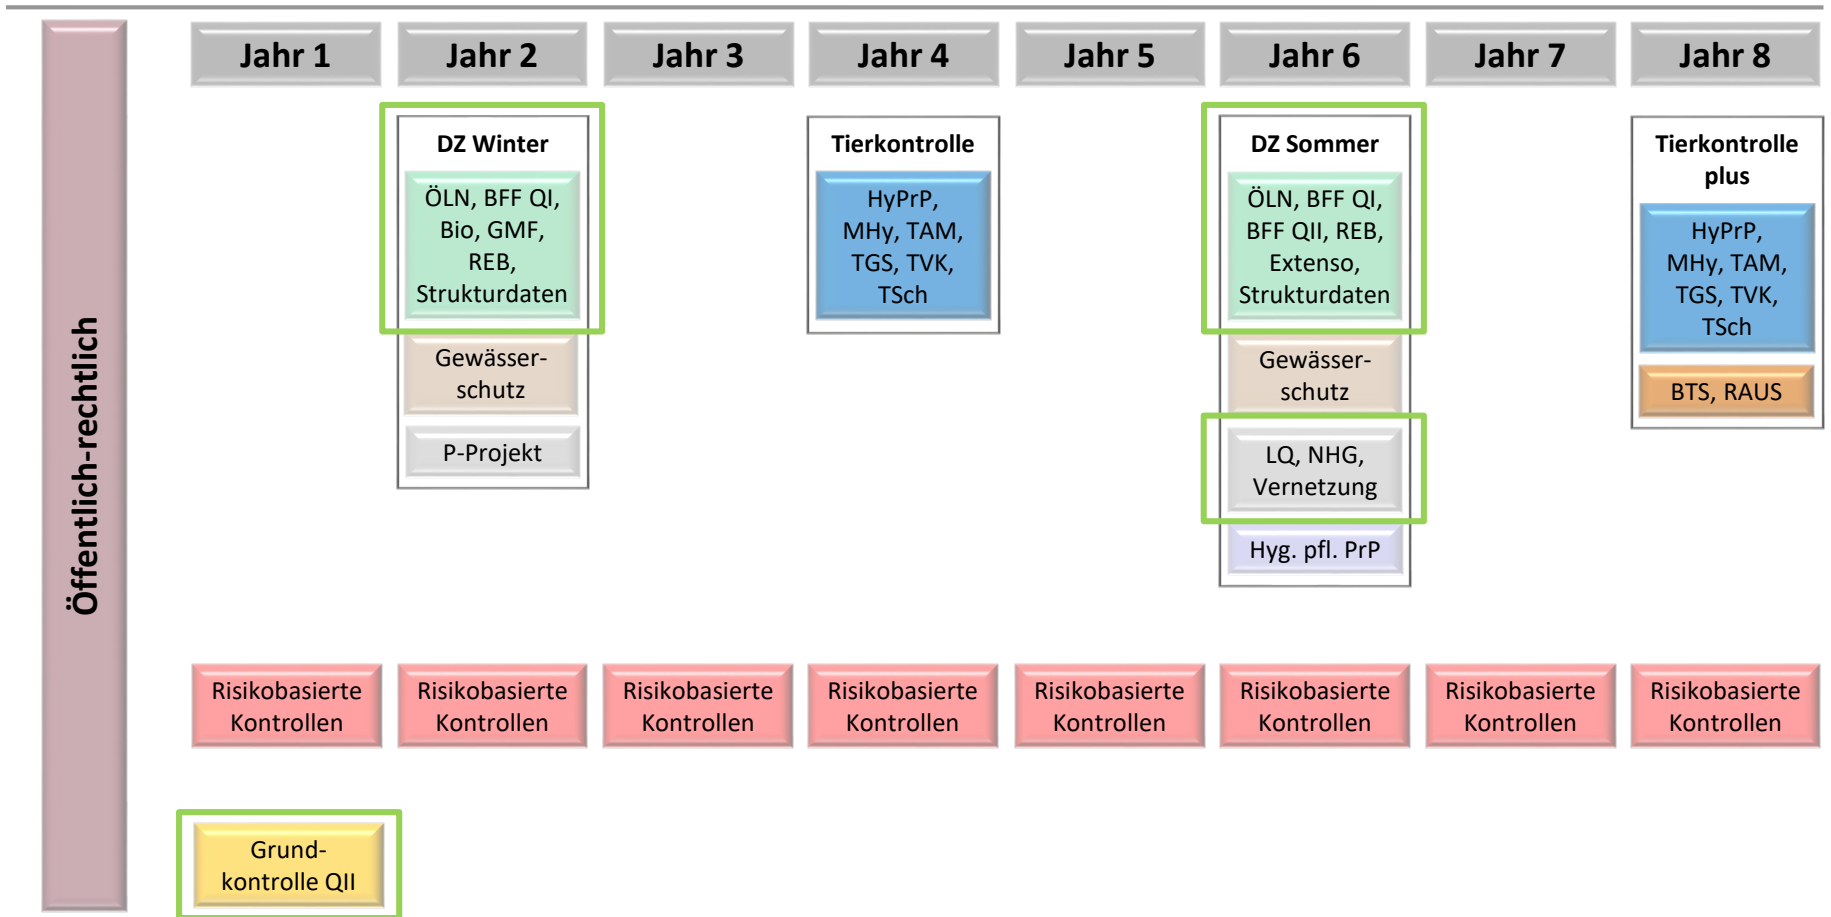 Öffentlich-rechtlich
Jahr 1
Jahr 2
Jahr 3
Jahr 4
Jahr 5
Jahr 6
Jahr 7
Jahr 8
DZ Winter
ÖLN, BFF QI,
Bio, GMF,
REB,
Strukturdaten
Gewässer-
schutz
P-Projekt
Tierkontrolle
HyPrP,
MHy, TAM,
TGS, TVK,
TSch
DZ Sommer
ÖLN, BFF QI,
BFF QII, REB,
Extenso,
Strukturdaten
Gewässer-
schutz
LQ, NHG,
Vernetzung
Hyg. pfl. PrP
Tierkontrolle
plus
HyPrP,
MHy, TAM,
TGS, TVK,
TSch
BTS, RAUS
Risikobasierte
Kontrollen
Risikobasierte
Kontrollen
Risikobasierte
Kontrollen
Risikobasierte
Kontrollen
Risikobasierte
Kontrollen
Risikobasierte
Kontrollen
Risikobasierte
Kontrollen
Risikobasierte
Kontrollen
Grund-
kontrolle QII